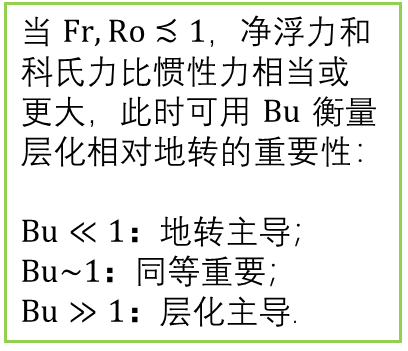 当 Fr, Ro ≲ 1，净浮力和
科氏力比惯性力相当或
更大，此时可用 Bu 衡量
层化相对地转的重要性：
Bu ≪ 1：地转主导；
Bu~1：同等重要；
Bu ≫ 1：层化主导.